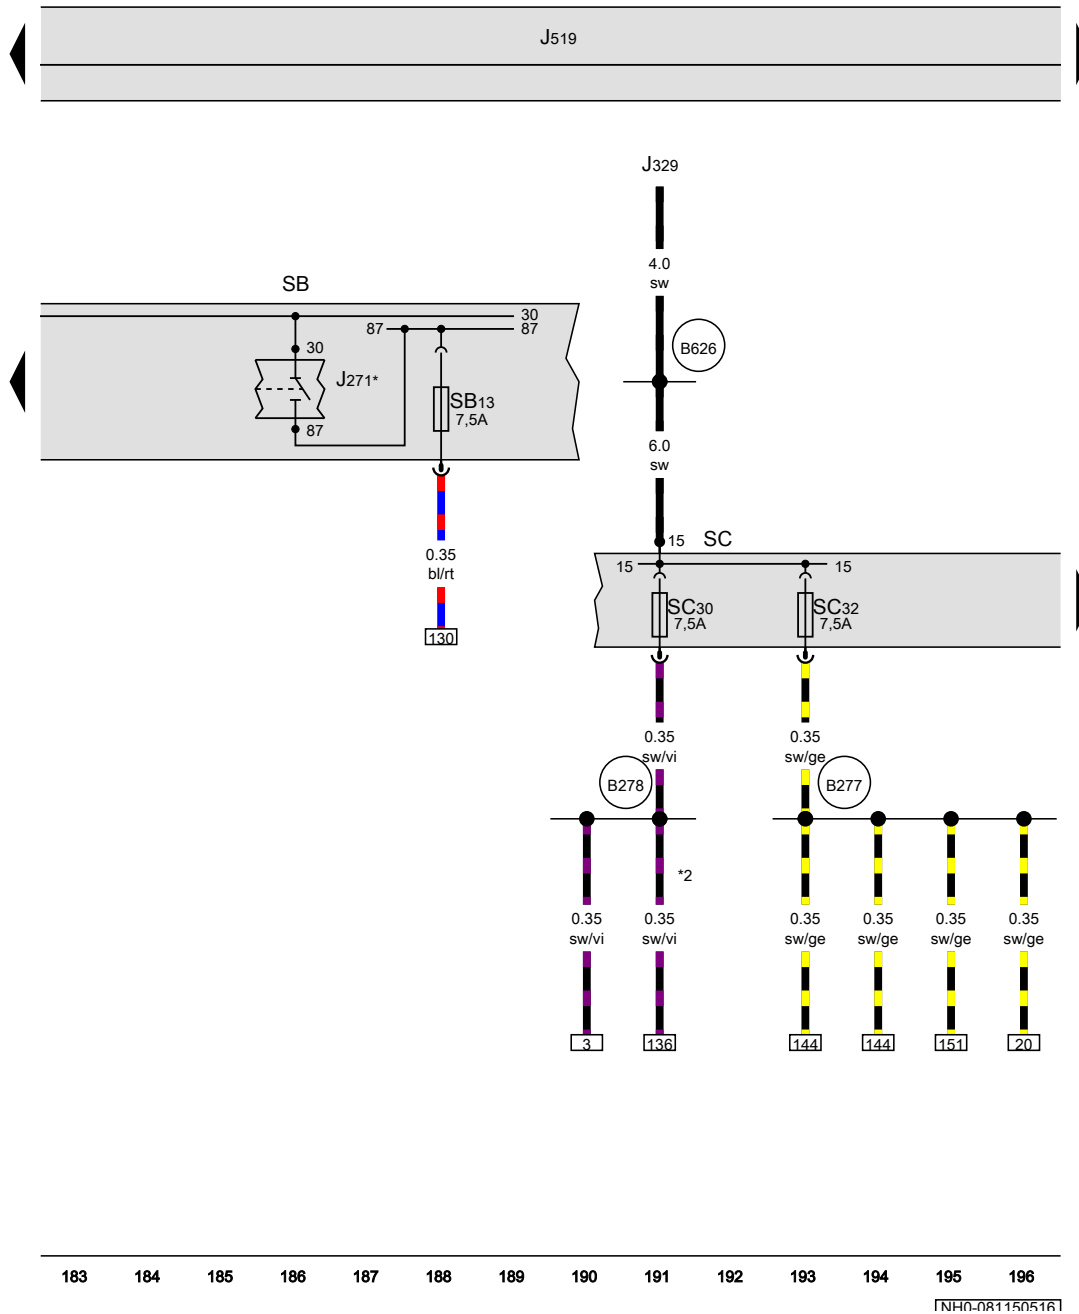 J519
J329
4.0
sw
SB
30
87
87
30
J271*
B626
SB13
7,5A
87
6.0
sw
15
SC
15
15
0.35
bl/rt
SC30
7,5A
SC32
7,5A
130
0.35
sw/vi
0.35
sw/ge
B278
B277
*2
0.35
sw/vi
0.35
sw/vi
0.35
sw/ge
0.35
sw/ge
0.35
sw/ge
0.35
sw/ge
3
136
144
144
151
20
183 184 185 186 187 188 189 190 191 192 193 194 195 196
NH0-081150516